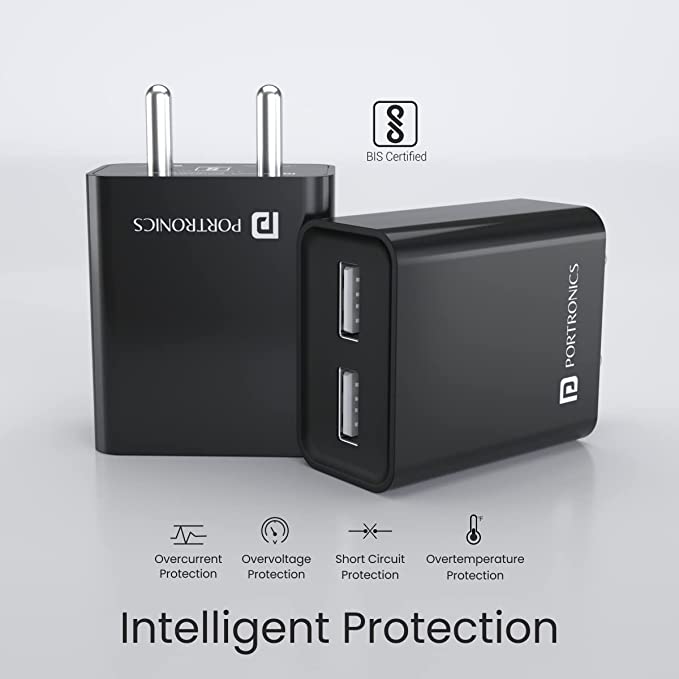 BIS Certified
PORTRONICS
PORTRONICS
Overcurrent
Protection
Overvoltage
Protection
Short Circuit
Protection
°F
Overtemperature
Protection
Intelligent Protection